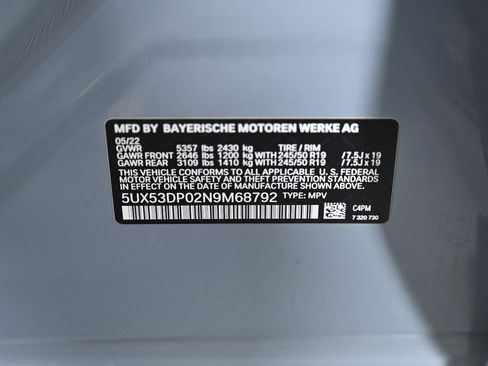 MFD BY BAYERISCHE MOTOREN WERKE AG
05/22
GVWR 5357 lbs 2430 kg TIRE / RIM
GAWR FRONT 2646 lbs 1200 kg WITH 245/50 R19 / 7.5J x 19
GAWR REAR 3109 lbs 1410 kg WITH 245/50 R19 / 7.5J x 19
THIS VEHICLE CONFORMS TO ALL APPLICABLE U. S. FEDERAL
MOTOR VEHICLE SAFETY AND THEFT PREVENTION STANDARDS
IN EFFECT ON THE DATE OF MANUFACTURE SHOWN ABOVE.
5UX53DP02N9M68792 TYPE: MPV
C4PM
7 320 730